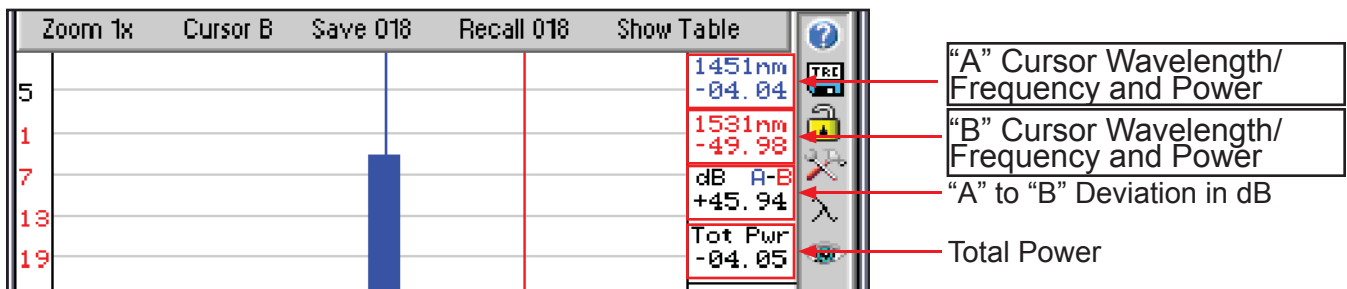 Zoom 1x Cursor B Save 018 Recall 018 Show Table
5
1
7
13
19
1451nm
-04.04
1531nm
-49.98
dB A-B
+45.94
Tot Pwr
-04.05
TRC
λ
"A" Cursor Wavelength/
Frequency and Power
"B" Cursor Wavelength/
Frequency and Power
"A" to "B" Deviation in dB
Total Power